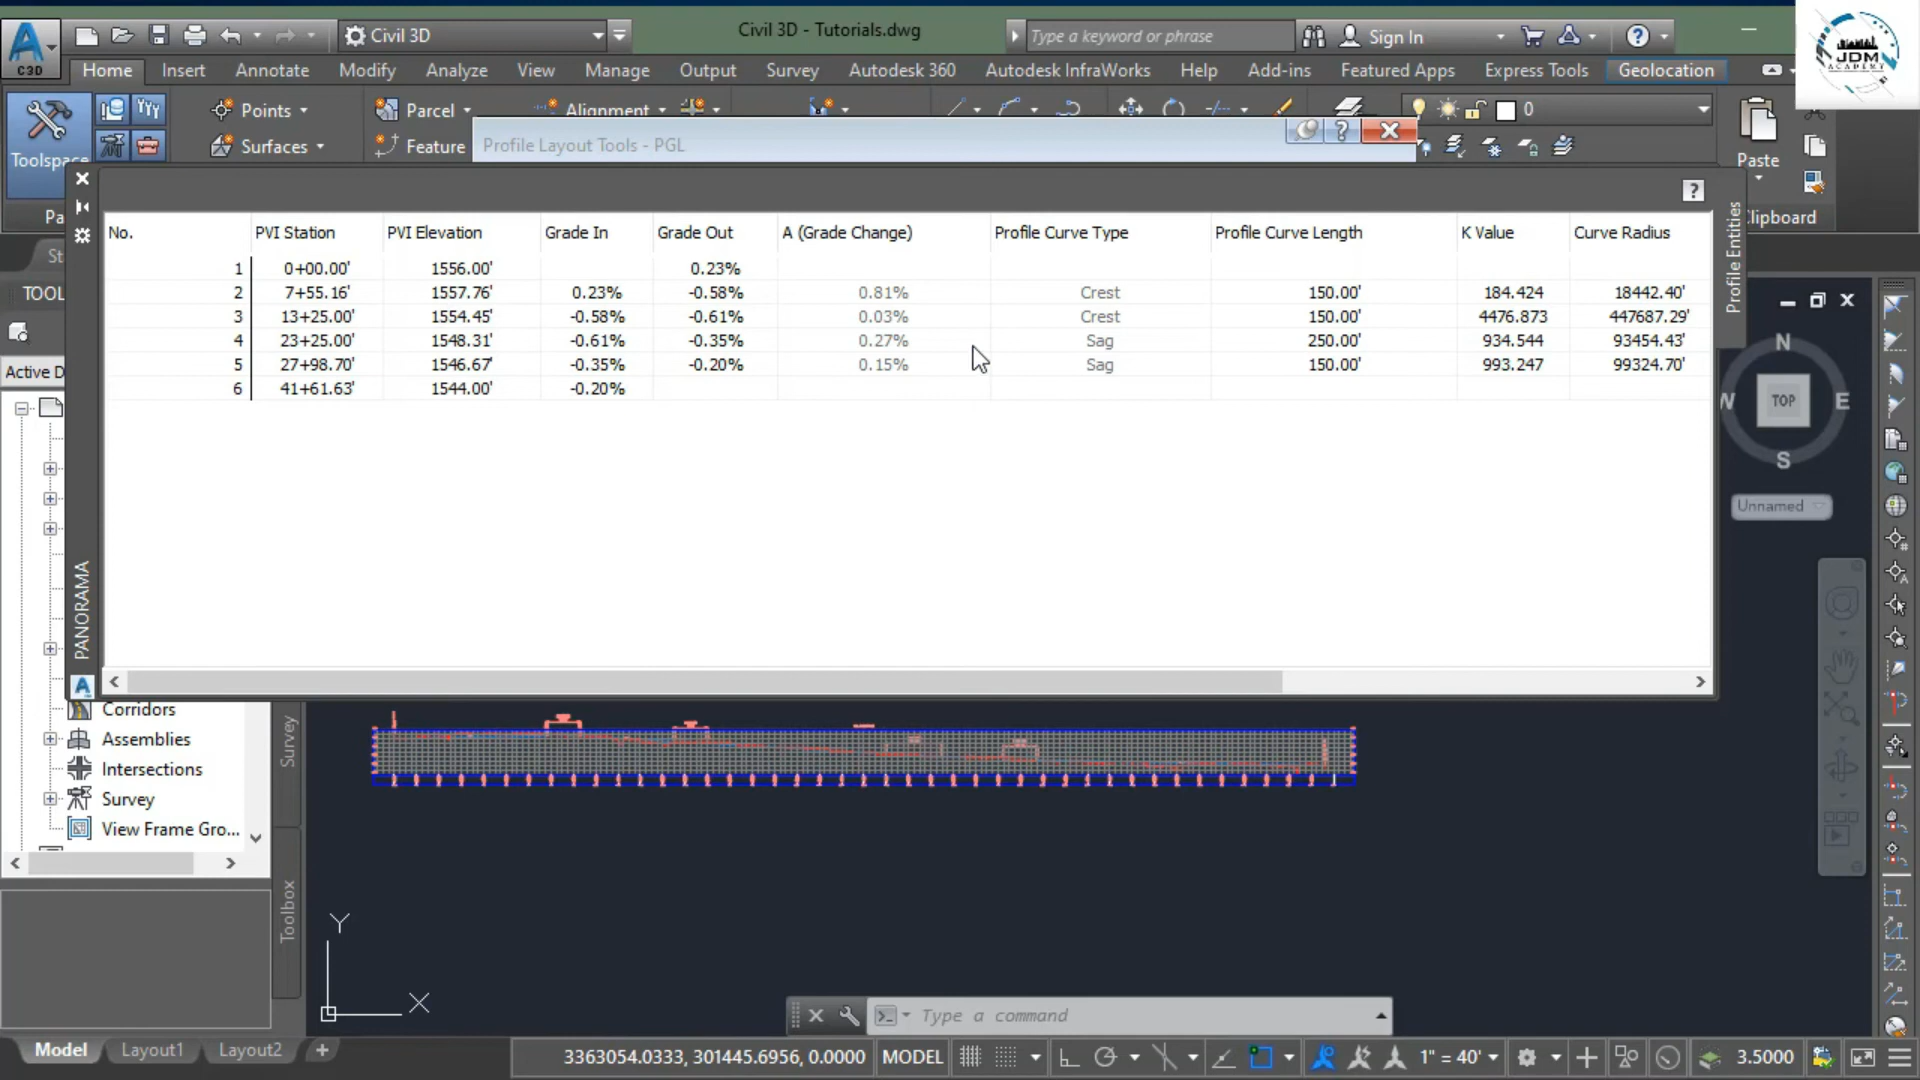 Civil 3D - Tutorials.dwg
C3D
Civil 3D
Type a keyword or phrase
Sign In
JDM
ACADEMY
Home Insert Annotate Modify Analyze View Manage Output Survey Autodesk 360 Autodesk InfraWorks Help Add-ins Featured Apps Express Tools Geolocation
Toolspace
Points
Surfaces
Parcel
Feature
Alignment
0
Paste
Profile Layout Tools - PGL
No. PVI Station PVI Elevation Grade In Grade Out A (Grade Change) Profile Curve Type Profile Curve Length K Value Curve Radius
1 0+00.00' 1556.00' 0.23%
2 7+55.16' 1557.76' 0.23% -0.58% 0.81% Crest 150.00' 184.424 18442.40'
3 13+25.00' 1554.45' -0.58% -0.61% 0.03% Crest 150.00' 4476.873 447687.29'
4 23+25.00' 1548.31' -0.61% -0.35% 0.27% Sag 250.00' 934.544 93454.43'
5 27+98.70' 1546.67' -0.35% -0.20% 0.15% Sag 150.00' 993.247 99324.70'
6 41+61.63' 1544.00' -0.20%
Profile Entities
PANORAMA
Pa
lipboard
St
TOOL
Active D
N
W
TOP
E
S
Unnamed
Corridors
Assemblies
Intersections
Survey
View Frame Gro...
Survey
Toolbox
Y
X
Type a command
Model Layout1 Layout2 +
3363054.0333, 301445.6956, 0.0000 MODEL 1" = 40' 3.5000